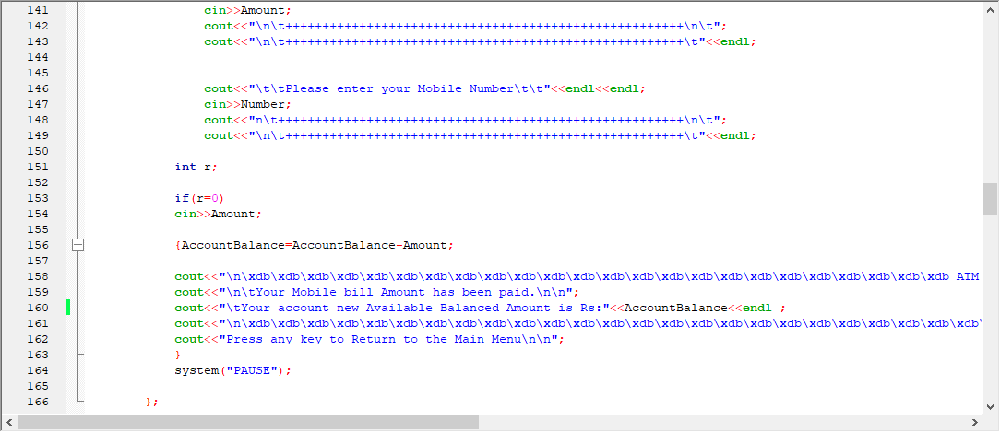 141 cin>>Amount;
142 cout<<"\n\t++++++++++++++++++++++++++++++++++++++++++++++++++++++\n\t";
143 cout<<"\n\t++++++++++++++++++++++++++++++++++++++++++++++++++++++\t"<<endl;
144
145
146 cout<<"\t\tPlease enter your Mobile Number\t\t"<<endl<<endl;
147 cin>>Number;
148 cout<<"n\t+++++++++++++++++++++++++++++++++++++++++++++++++++++++\n\t";
149 cout<<"\n\t++++++++++++++++++++++++++++++++++++++++++++++++++++++\t"<<endl;
150
151 int r;
152
153 if(r=0)
154 cin>>Amount;
155
156 {AccountBalance=AccountBalance-Amount;
157
158 cout<<"\n\xdb\xdb\xdb\xdb\xdb\xdb\xdb\xdb\xdb\xdb\xdb\xdb\xdb\xdb\xdb\xdb\xdb\xdb\xdb\xdb\xdb\xdb\xdb\xdb ATM
159 cout<<"\n\tYour Mobile bill Amount has been paid.\n\n";
160 cout<<"\tYour account new Available Balanced Amount is Rs:"<<AccountBalance<<endl ;
161 cout<<"\n\xdb\xdb\xdb\xdb\xdb\xdb\xdb\xdb\xdb\xdb\xdb\xdb\xdb\xdb\xdb\xdb\xdb\xdb\xdb\xdb\xdb\xdb\xdb\xdb\xdb\
162 cout<<"Press any key to Return to the Main Menu\n\n";
163 }
164 system("PAUSE");
165
166 };